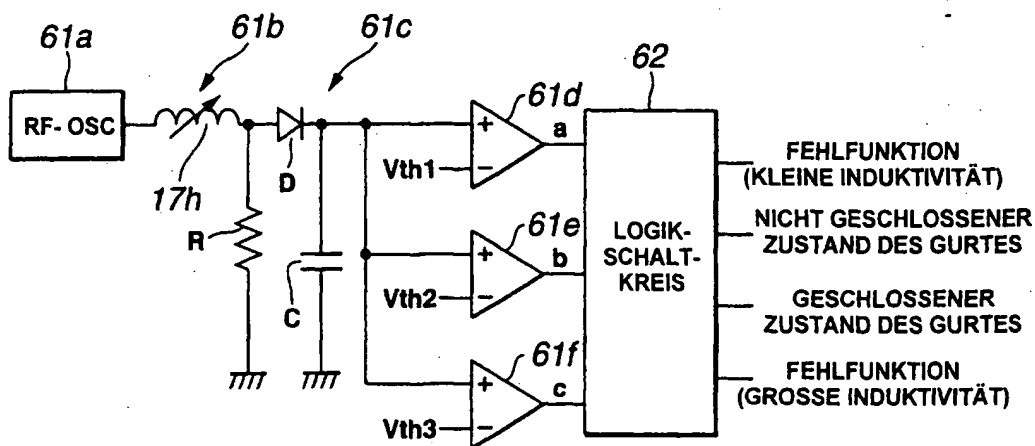 61a
61b
61c
RF- OSC
17h
D
R
C
61d
+
−
Vth1
a
61e
+
−
Vth2
b
61f
+
−
Vth3
c
62
LOGIK-
SCHALT-
KREIS
FEHLFUNKTION
(KLEINE INDUKTIVITÄT)
NICHT GESCHLOSSENER
ZUSTAND DES GURTES
GESCHLOSSENER
ZUSTAND DES GURTES
FEHLFUNKTION
(GROSSE INDUKTIVITÄT)